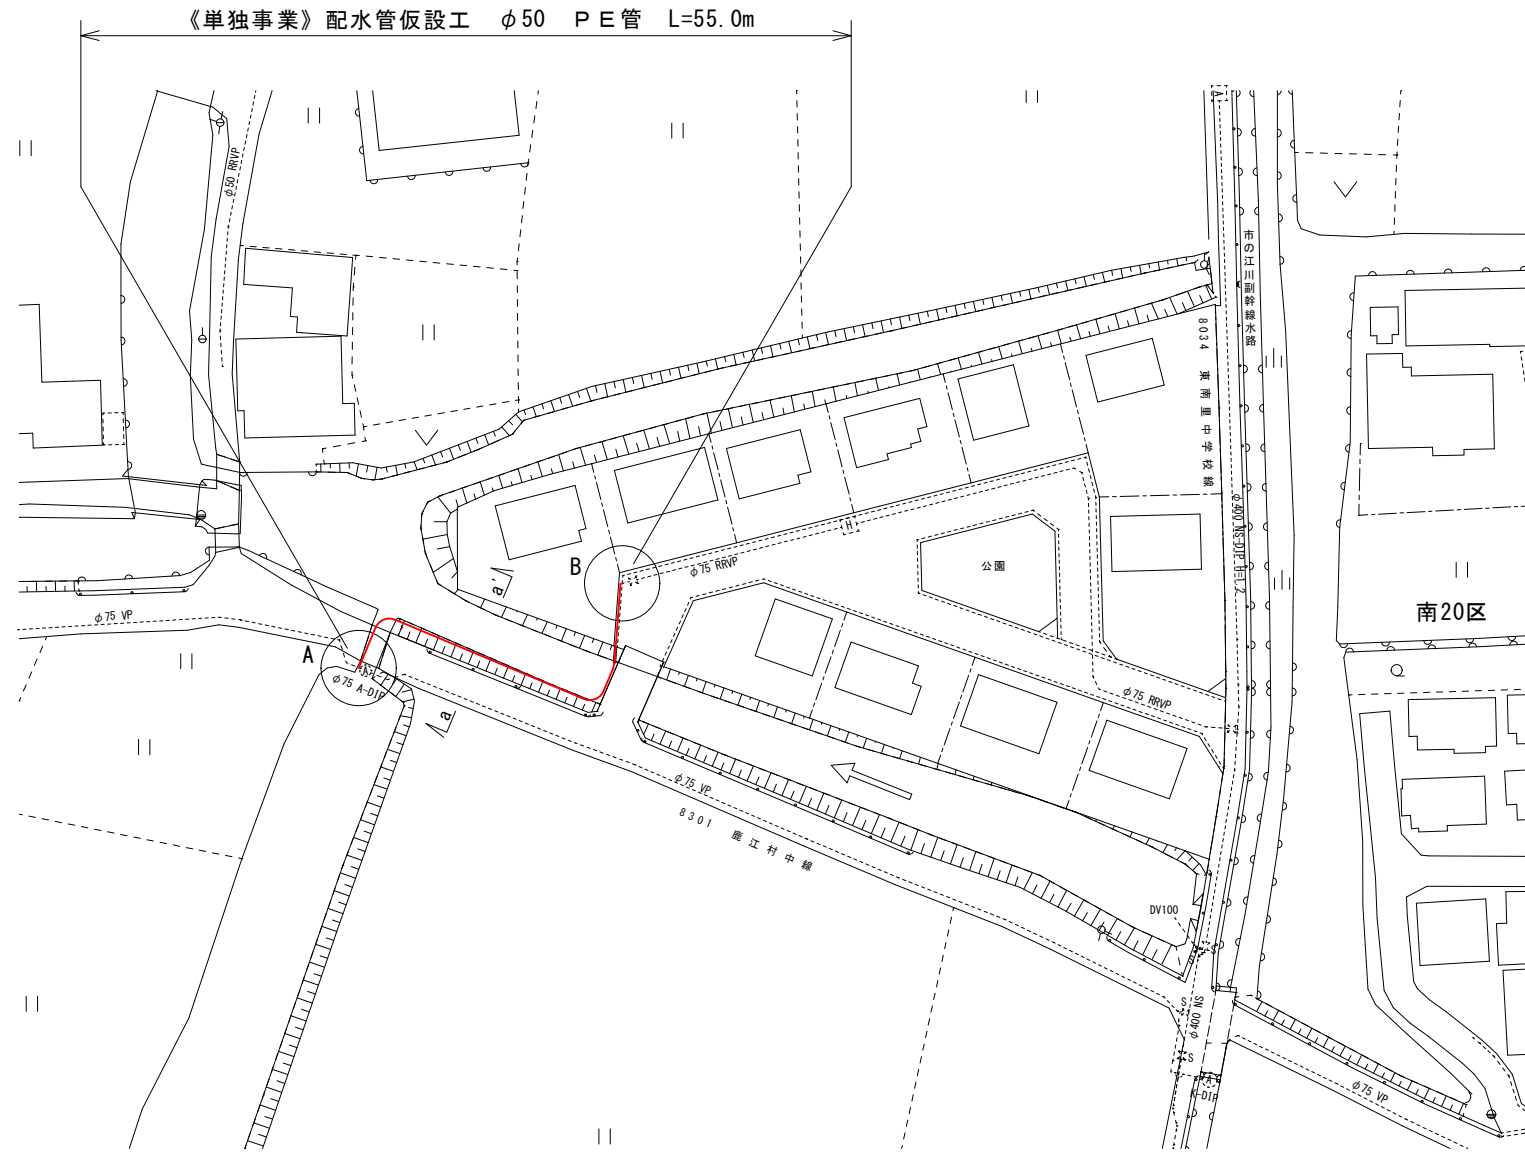 《単独事業》配水管仮設工　φ50　ＰＥ管　L=55.0m
A
φ50 RRVP
市の江川副幹線水路
8034 東南里中学校線
φ400 NS-DIP H=1.2
H
B
φ75 RRVP
公園
a'
南20区
φ75 VP
A
A
φ75 A-DIP
a
φ75 RRVP
φ75 VP
8301 鹿江村中線
DV100
S
S
S
φ400 NS
S
A
K-DIP
φ75 VP